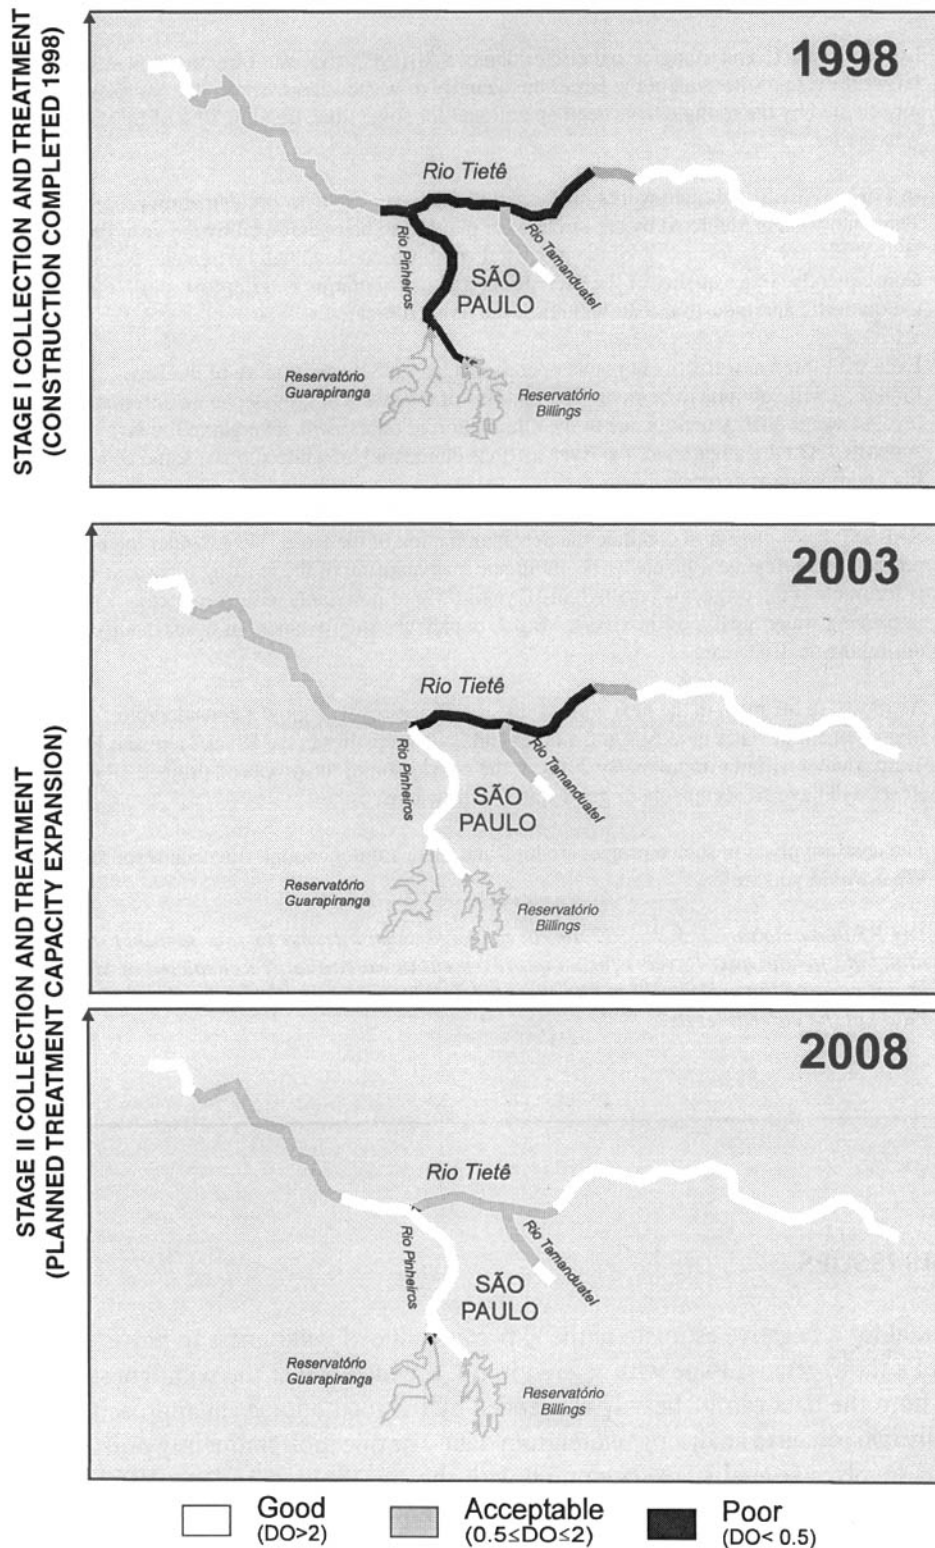 STAGE I COLLECTION AND TREATMENT
(CONSTRUCTION COMPLETED 1998)
1998
Rio Tietê
Rio Pinheiros
Rio Tamanduateí
SÃO
PAULO
Reservatório
Guarapiranga
Reservatório
Billings
STAGE II COLLECTION AND TREATMENT
(PLANNED TREATMENT CAPACITY EXPANSION)
2003
Rio Tietê
Rio Pinheiros
Rio Tamanduateí
SÃO
PAULO
Reservatório
Guarapiranga
Reservatório
Billings
2008
Rio Tietê
Rio Pinheiros
Rio Tamanduateí
SÃO
PAULO
Reservatório
Guarapiranga
Reservatório
Billings
Good
(DO>2)
Acceptable
(0.5≤DO≤2)
Poor
(DO< 0.5)